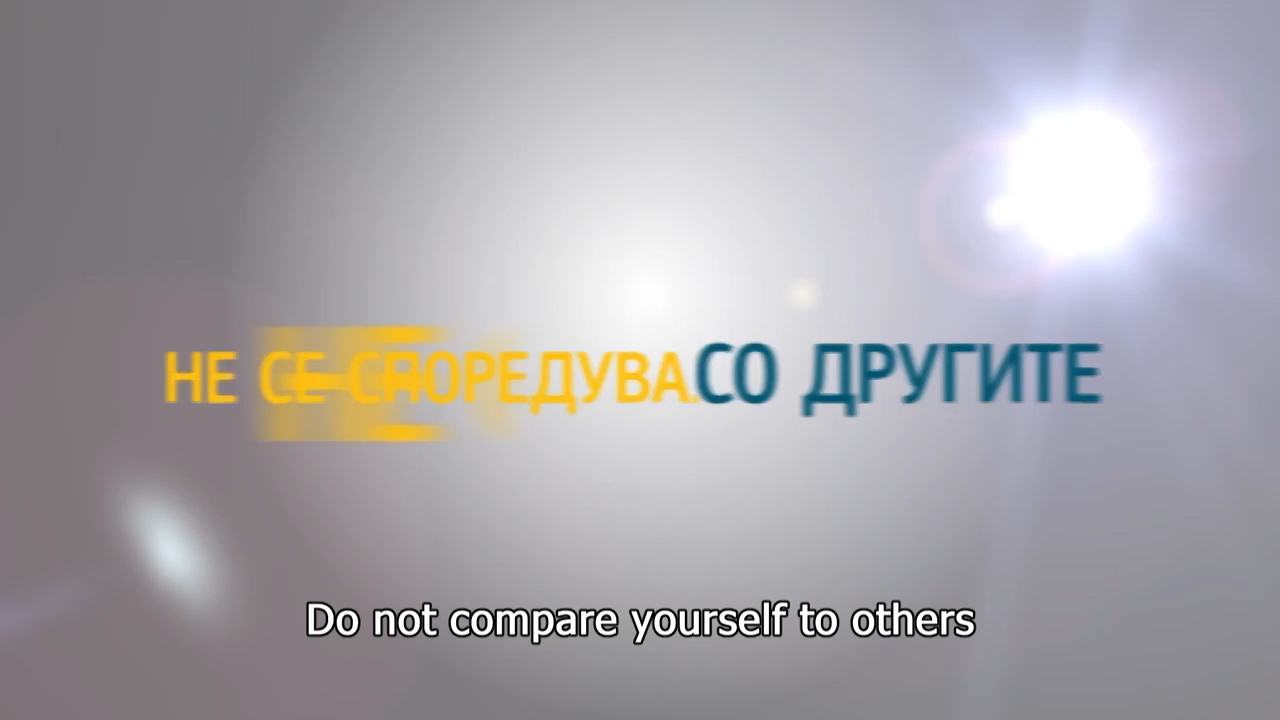 НЕ СЕ СПОРЕДУВА СО ДРУГИТЕ
Do not compare yourself to others